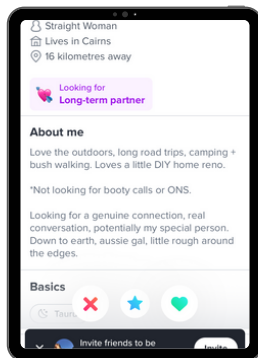 Straight Woman
Lives in Cairns
16 kilometres away
Looking for
Long-term partner
About me
Love the outdoors, long road trips, camping +
bush walking. Loves a little DIY home reno.
*Not looking for booty calls or ONS.
Looking for a genuine connection, real
conversation, potentially my special person.
Down to earth, aussie gal, little rough around
the edges.
Basics
Invite friends to be
Invite